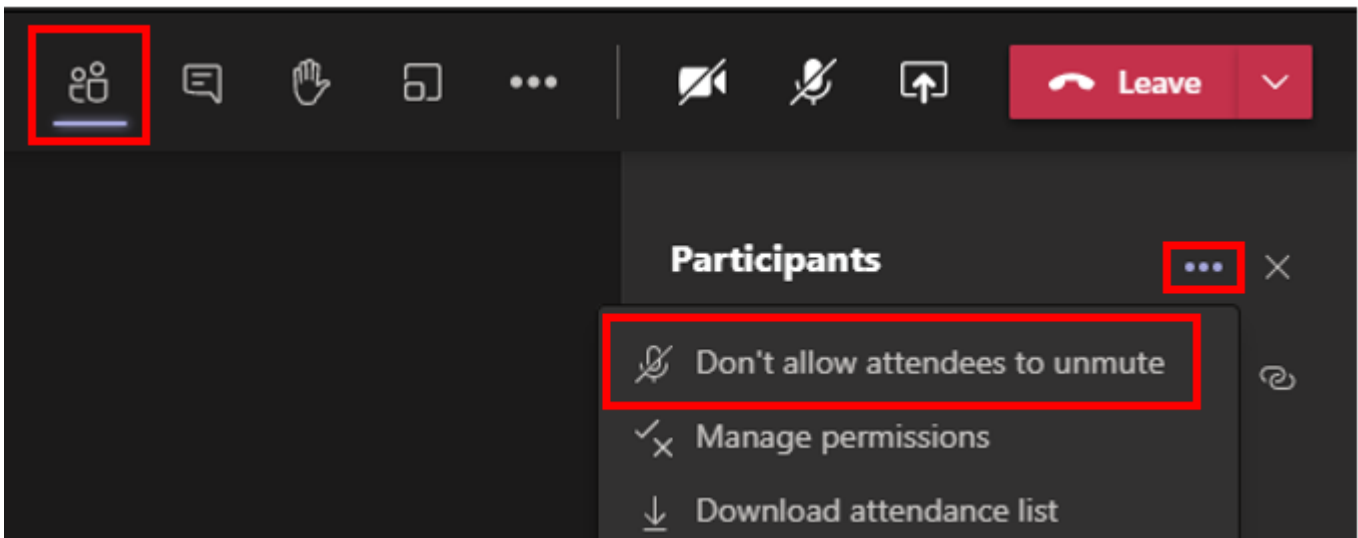 Leave
Participants
Don't allow attendees to unmute
Manage permissions
Download attendance list